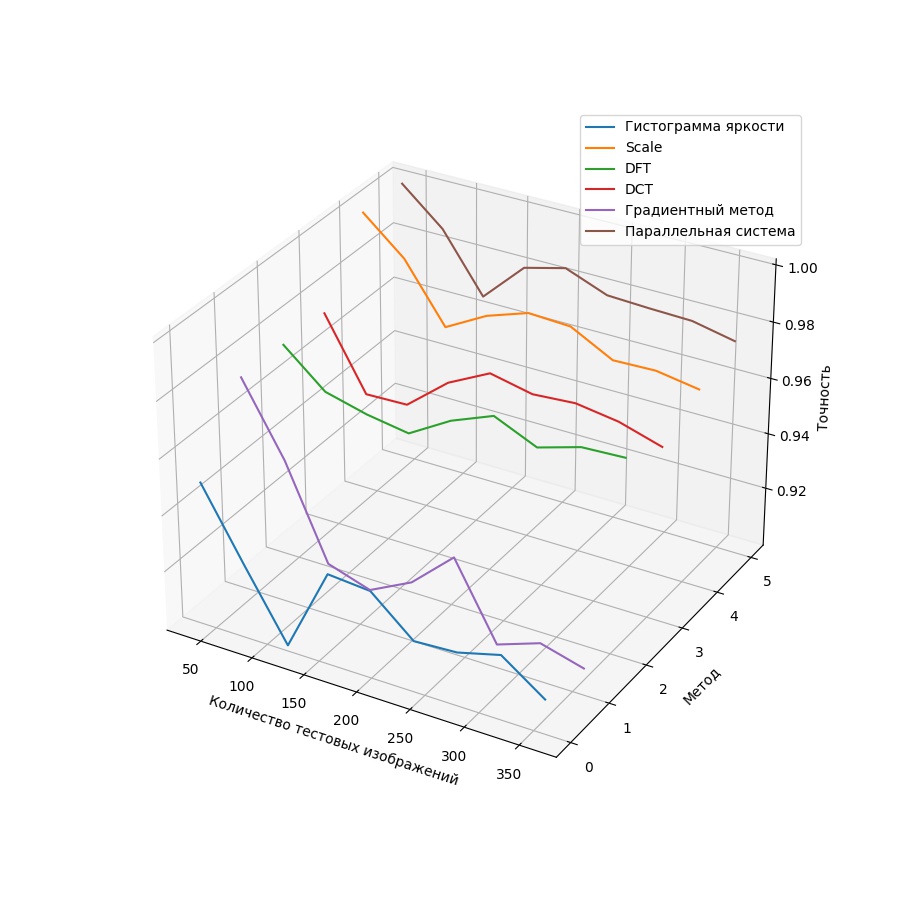 Гистограмма яркости
Scale
DFT
DCT
Градиентный метод
Параллельная система
1.00
0.98
0.96
0.94
0.92
Точность
50
100
150
200
250
300
350
Количество тестовых изображений
0
1
2
3
4
5
Метод